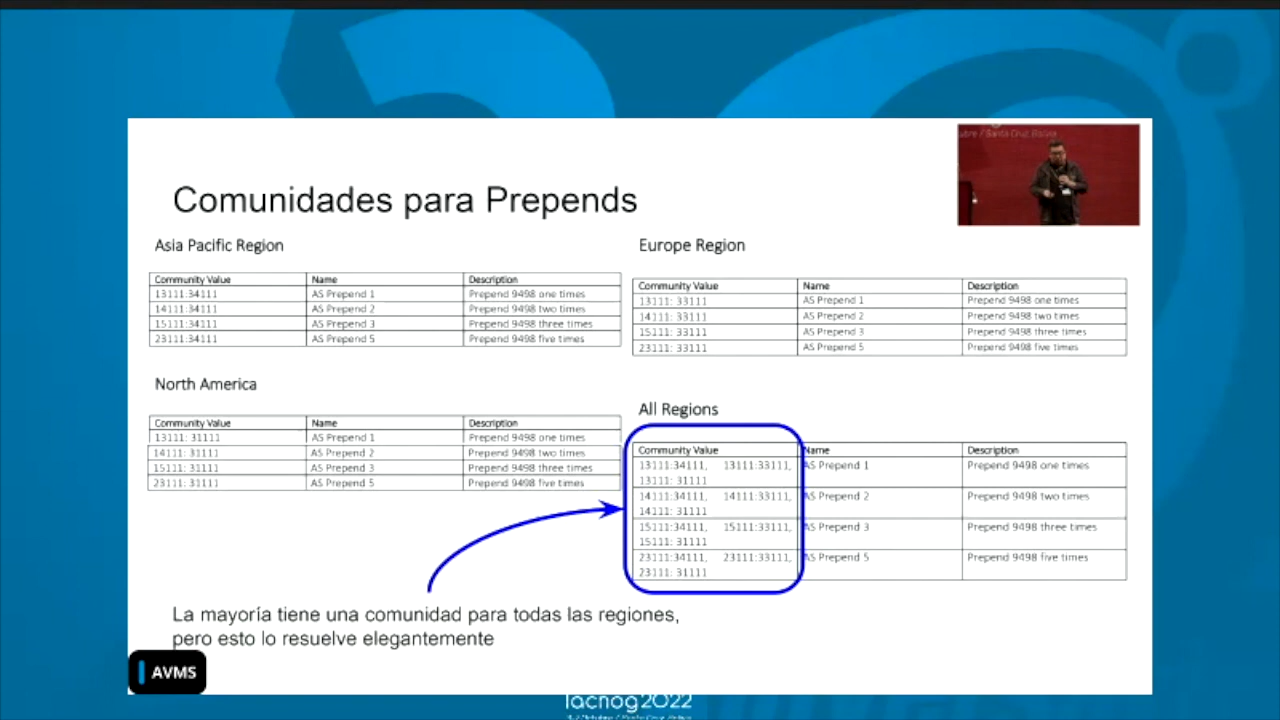 Comunidades para Prepends
Asia Pacific Region
Community Value Name Description
13111:34111 AS Prepend 1 Prepend 9498 one times
14111:34111 AS Prepend 2 Prepend 9498 two times
15111:34111 AS Prepend 3 Prepend 9498 three times
23111:34111 AS Prepend 5 Prepend 9498 five times
Europe Region
Community Value Name Description
13111: 33111 AS Prepend 1 Prepend 9498 one times
14111: 33111 AS Prepend 2 Prepend 9498 two times
15111: 33111 AS Prepend 3 Prepend 9498 three times
23111: 33111 AS Prepend 5 Prepend 9498 five times
North America
Community Value Name Description
13111: 31111 AS Prepend 1 Prepend 9498 one times
14111: 31111 AS Prepend 2 Prepend 9498 two times
15111: 31111 AS Prepend 3 Prepend 9498 three times
23111: 31111 AS Prepend 5 Prepend 9498 five times
All Regions
Community Value Name Description
13111:34111, 13111:33111, AS Prepend 1 Prepend 9498 one times
13111: 31111
14111:34111, 14111:33111, AS Prepend 2 Prepend 9498 two times
14111: 31111
15111:34111, 15111:33111, AS Prepend 3 Prepend 9498 three times
15111: 31111
23111:34111, 23111:33111, AS Prepend 5 Prepend 9498 five times
23111: 31111
La mayoría tiene una comunidad para todas las regiones,
pero esto lo resuelve elegantemente
AVMS
lacnog2022